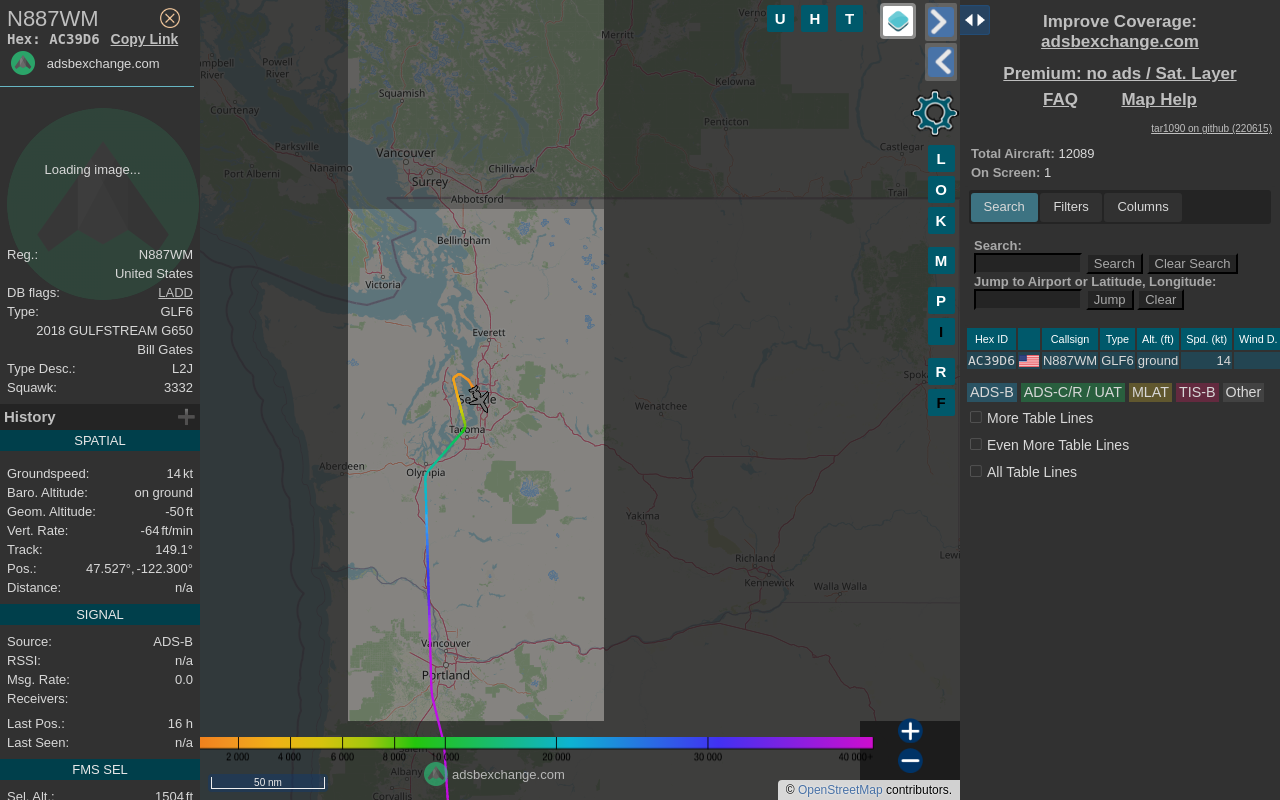 N887WM
Hex: AC39D6 Copy Link
adsbexchange.com
Loading image...
Reg.: N887WM
United States
DB flags: LADD
Type: GLF6
2018 GULFSTREAM G650
Bill Gates
Type Desc.: L2J
Squawk: 3332
History
SPATIAL
Groundspeed: 14 kt
Baro. Altitude: on ground
Geom. Altitude: -50 ft
Vert. Rate: -64 ft/min
Track: 149.1°
Pos.: 47.527°, -122.300°
Distance: n/a
SIGNAL
Source: ADS-B
RSSI: n/a
Msg. Rate: 0.0
Receivers:
Last Pos.: 16 h
Last Seen: n/a
FMS SEL
Sel. Alt.: 1504 ft
U H T
L
O
K
M
P
I
R
F
Merritt
Powell
River
River
Squamish
Kelowna
Courtenay
Penticton
Parksville
Vancouver
Castlegar
Nanaimo
Port Alberni
Chilliwack
Surrey
Trail
Abbotsford
Bellingham
Victoria
Everett
Wenatchee
Tacoma
Aberdeen
Olympia
Yakima
Richland
Kennewick
Walla Walla
Vancouver
Portland
Albany
Corvallis
2 000 4 000 6 000 8 000 10 000 20 000 30 000 40 000+
adsbexchange.com
50 nm
© OpenStreetMap contributors.
Improve Coverage:
adsbexchange.com
Premium: no ads / Sat. Layer
FAQ Map Help
tar1090 on github (220615)
Total Aircraft: 12089
On Screen: 1
Search Filters Columns
Search:
Search Clear Search
Jump to Airport or Latitude, Longitude:
Jump Clear
Hex ID Callsign Type Alt. (ft) Spd. (kt) Wind D.
AC39D6 N887WM GLF6 ground 14
ADS-B ADS-C/R / UAT MLAT TIS-B Other
More Table Lines
Even More Table Lines
All Table Lines